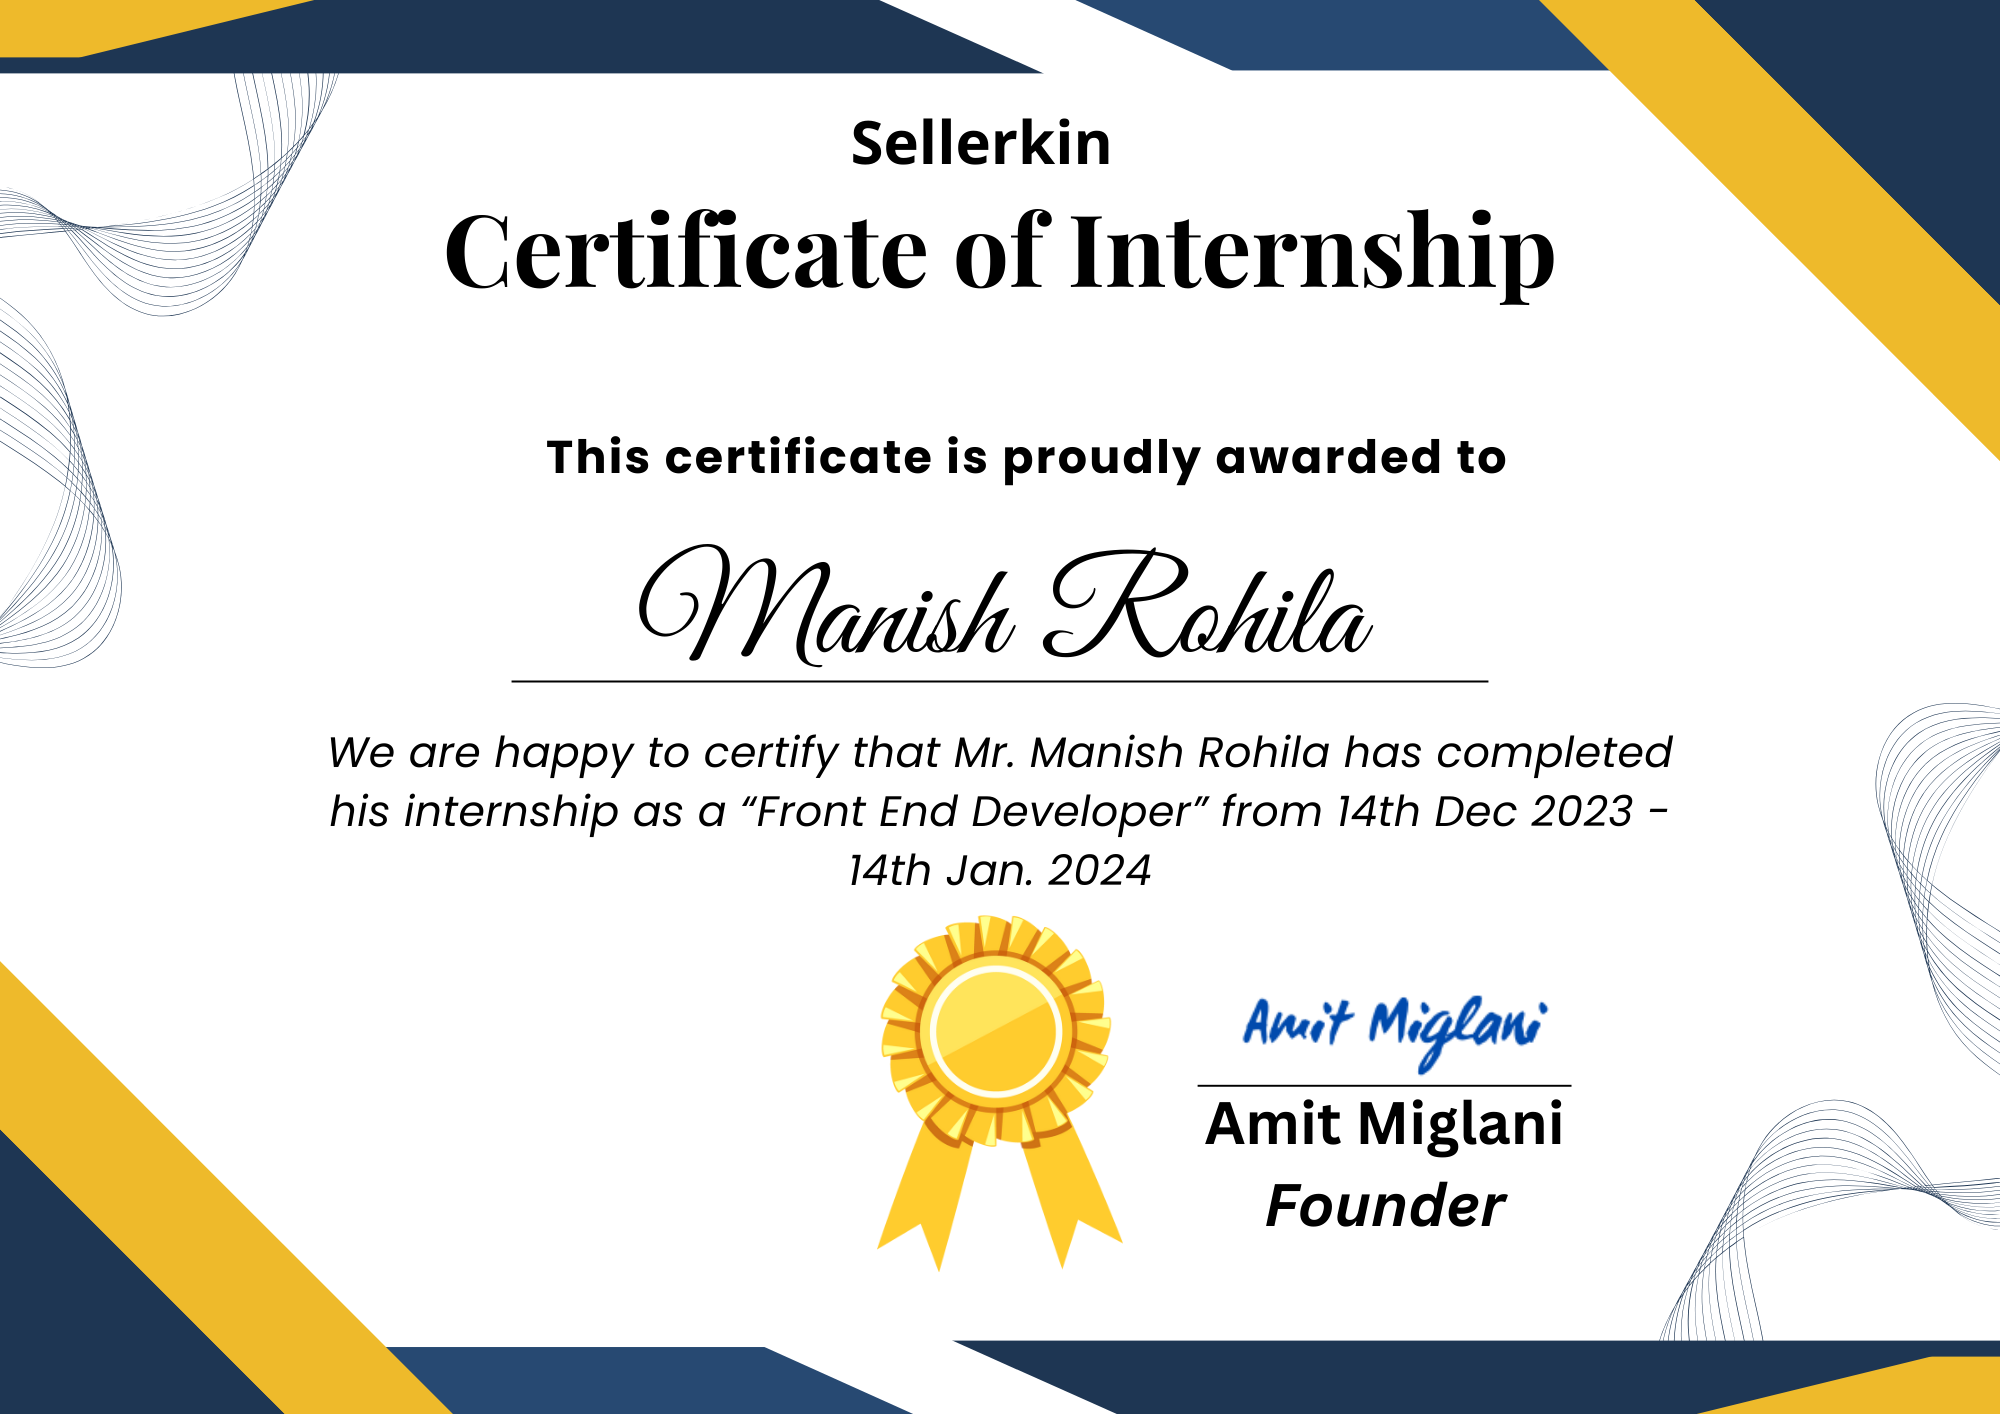 Sellerkin
Certificate of Internship
This certificate is proudly awarded to
Manish Rohila
We are happy to certify that Mr. Manish Rohila has completed
his internship as a “Front End Developer” from 14th Dec 2023 -
14th Jan. 2024
Amit Miglani
Amit Miglani
Founder